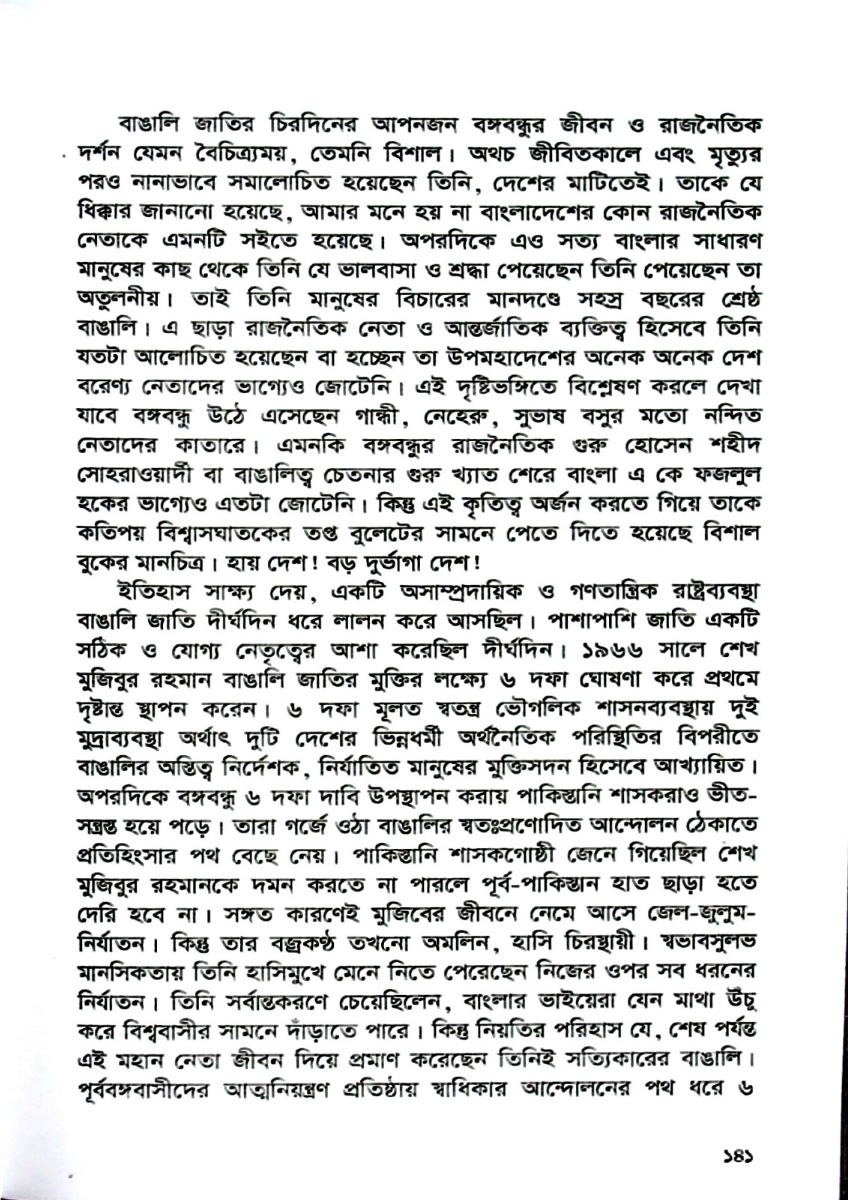 বাঙালি জাতির চিরদিনের আপনজন বঙ্গবন্ধুর জীবন ও রাজনৈতিক
দর্শন যেমন বৈচিত্র্যময়, তেমনি বিশাল। অথচ জীবিতকালে এবং মৃত্যুর
পরও নানাভাবে সমালোচিত হয়েছেন তিনি, দেশের মাটিতেই। তাকে যে
ধিক্কার জানানো হয়েছে, আমার মনে হয় না বাংলাদেশের কোন রাজনৈতিক
নেতাকে এমনটি সইতে হয়েছে। অপরদিকে এও সত্য বাংলার সাধারণ
মানুষের কাছ থেকে তিনি যে ভালবাসা ও শ্রদ্ধা পেয়েছেন তিনি পেয়েছেন তা
অতুলনীয়। তাই তিনি মানুষের বিচারের মানদণ্ডে সহস্র বছরের শ্রেষ্ঠ
বাঙালি। এ ছাড়া রাজনৈতিক নেতা ও আন্তর্জাতিক ব্যক্তিত্ব হিসেবে তিনি
যতটা আলোচিত হয়েছেন বা হচ্ছেন তা উপমহাদেশের অনেক অনেক দেশ
বরেণ্য নেতাদের ভাগ্যেও জোটেনি। এই দৃষ্টিভঙ্গিতে বিশ্লেষণ করলে দেখা
যাবে বঙ্গবন্ধু উঠে এসেছেন গান্ধী, নেহেরু, সুভাষ বসুর মতো নন্দিত
নেতাদের কাতারে। এমনকি বঙ্গবন্ধুর রাজনৈতিক গুরু হোসেন শহীদ
সোহরাওয়ার্দী বা বাঙালিত্ব চেতনার গুরু খ্যাত শেরে বাংলা এ কে ফজলুল
হকের ভাগ্যেও এতটা জোটেনি। কিন্তু এই কৃতিত্ব অর্জন করতে গিয়ে তাকে
কতিপয় বিশ্বাসঘাতকের তপ্ত বুলেটের সামনে পেতে দিতে হয়েছে বিশাল
বুকের মানচিত্র। হায় দেশ! বড় দুর্ভাগা দেশ!
ইতিহাস সাক্ষ্য দেয়, একটি অসাম্প্রদায়িক ও গণতান্ত্রিক রাষ্ট্রব্যবস্থা
বাঙালি জাতি দীর্ঘদিন ধরে লালন করে আসছিল। পাশাপাশি জাতি একটি
সঠিক ও যোগ্য নেতৃত্বের আশা করেছিল দীর্ঘদিন। ১৯৬৬ সালে শেখ
মুজিবুর রহমান বাঙালি জাতির মুক্তির লক্ষ্যে ৬ দফা ঘোষণা করে প্রথমে
দৃষ্টান্ত স্থাপন করেন। ৬ দফা মূলত স্বতন্ত্র ভৌগলিক শাসনব্যবস্থায় দুই
মুদ্রাব্যবস্থা অর্থাৎ দুটি দেশের ভিন্নধর্মী অর্থনৈতিক পরিস্থিতির বিপরীতে
বাঙালির অস্তিত্ব নির্দেশক, নির্যাতিত মানুষের মুক্তিসদন হিসেবে আখ্যায়িত।
অপরদিকে বঙ্গবন্ধু ৬ দফা দাবি উপস্থাপন করায় পাকিস্তানি শাসকরাও ভীত-
সন্ত্রস্ত হয়ে পড়ে। তারা গর্জে ওঠা বাঙালির স্বতঃপ্রণোদিত আন্দোলন ঠেকাতে
প্রতিহিংসার পথ বেছে নেয়। পাকিস্তানি শাসকগোষ্ঠী জেনে গিয়েছিল শেখ
মুজিবুর রহমানকে দমন করতে না পারলে পূর্ব-পাকিস্তান হাত ছাড়া হতে
দেরি হবে না। সঙ্গত কারণেই মুজিবের জীবনে নেমে আসে জেল-জুলুম-
নির্যাতন। কিন্তু তার বজ্রকণ্ঠ তখনো অমলিন, হাসি চিরস্থায়ী। স্বভাবসুলভ
মানসিকতায় তিনি হাসিমুখে মেনে নিতে পেরেছেন নিজের ওপর সব ধরনের
নির্যাতন। তিনি সর্বান্তকরণে চেয়েছিলেন, বাংলার ভাইয়েরা যেন মাথা উঁচু
করে বিশ্ববাসীর সামনে দাঁড়াতে পারে। কিন্তু নিয়তির পরিহাস যে, শেষ পর্যন্ত
এই মহান নেতা জীবন দিয়ে প্রমাণ করেছেন তিনিই সত্যিকারের বাঙালি।
পূর্ববঙ্গবাসীদের আত্মনিয়ন্ত্রণ প্রতিষ্ঠায় স্বাধিকার আন্দোলনের পথ ধরে ৬
১৪১